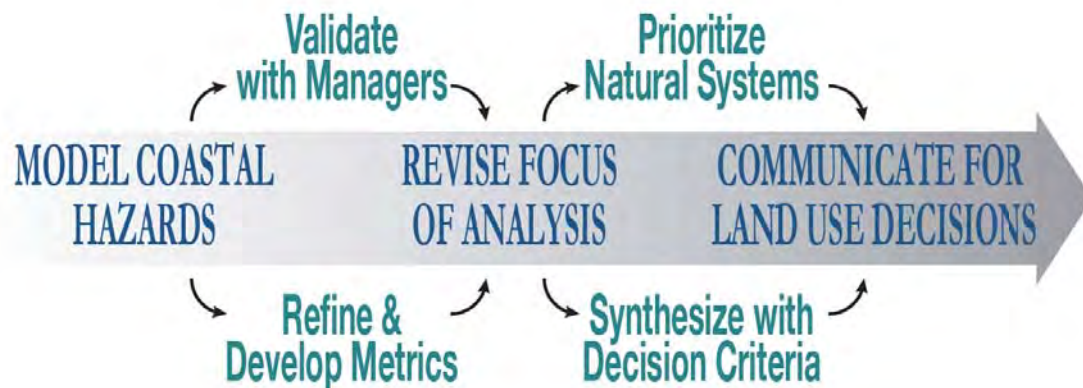 Validate
with Managers
Prioritize
Natural Systems
MODEL COASTAL
HAZARDS
REVISE FOCUS
OF ANALYSIS
COMMUNICATE FOR
LAND USE DECISIONS
Refine &
Develop Metrics
Synthesize with
Decision Criteria